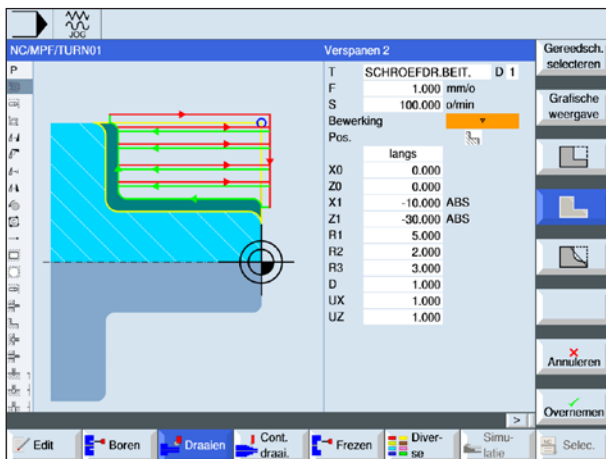 JOG
NC/MPF/TURN01
Verspanen 2
Gereedsch. selecteren
P
T SCHROEFDR.BEIT. D 1
F 1.000 mm/o
S 100.000 o/min
Bewerking
Pos.
langs
X0 0.000
Z0 0.000
X1 -10.000 ABS
Z1 -30.000 ABS
R1 5.000
R2 2.000
R3 3.000
D 1.000
UX 1.000
UZ 1.000
Grafische weergave
Annuleren
Overnemen
>
Edit
Boren
Draaien
Cont. draai.
Frezen
Diver- se
Simu- latie
Selec.